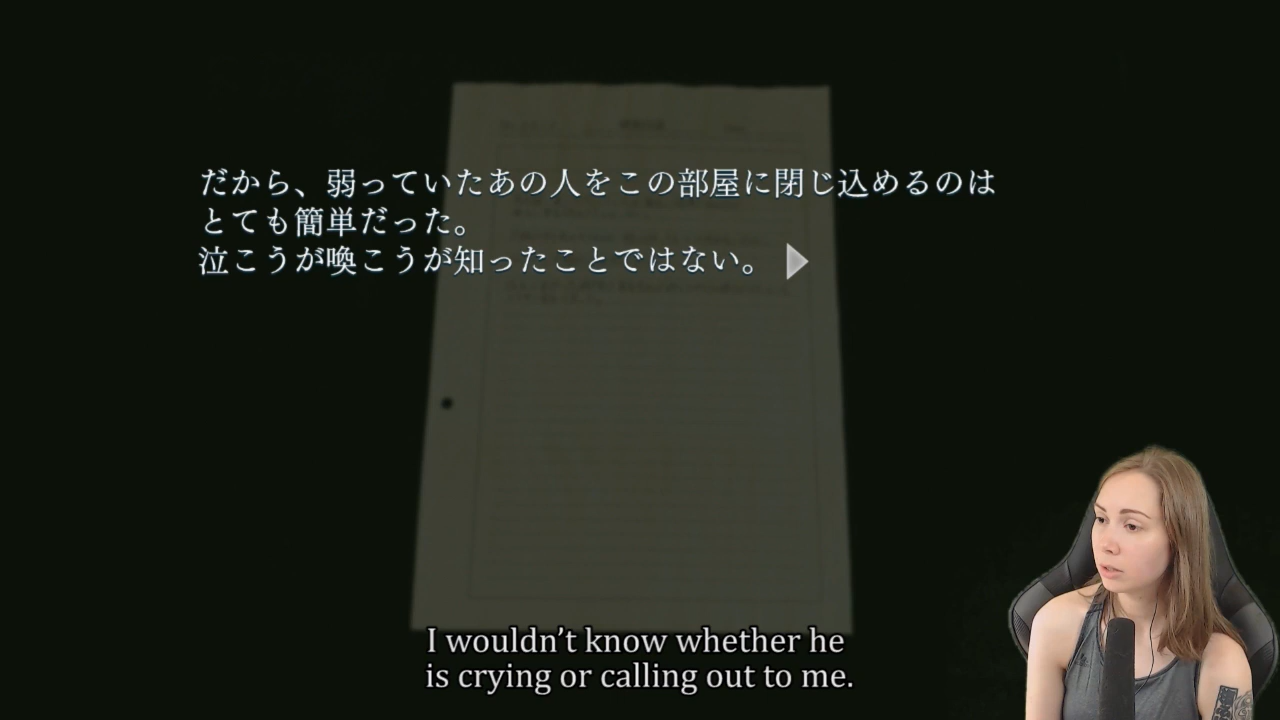 だから、弱っていたあの人をこの部屋に閉じ込めるのは
とても簡単だった。
泣こうが喚こうが知ったことではない。
I wouldn’t know whether he
is crying or calling out to me.